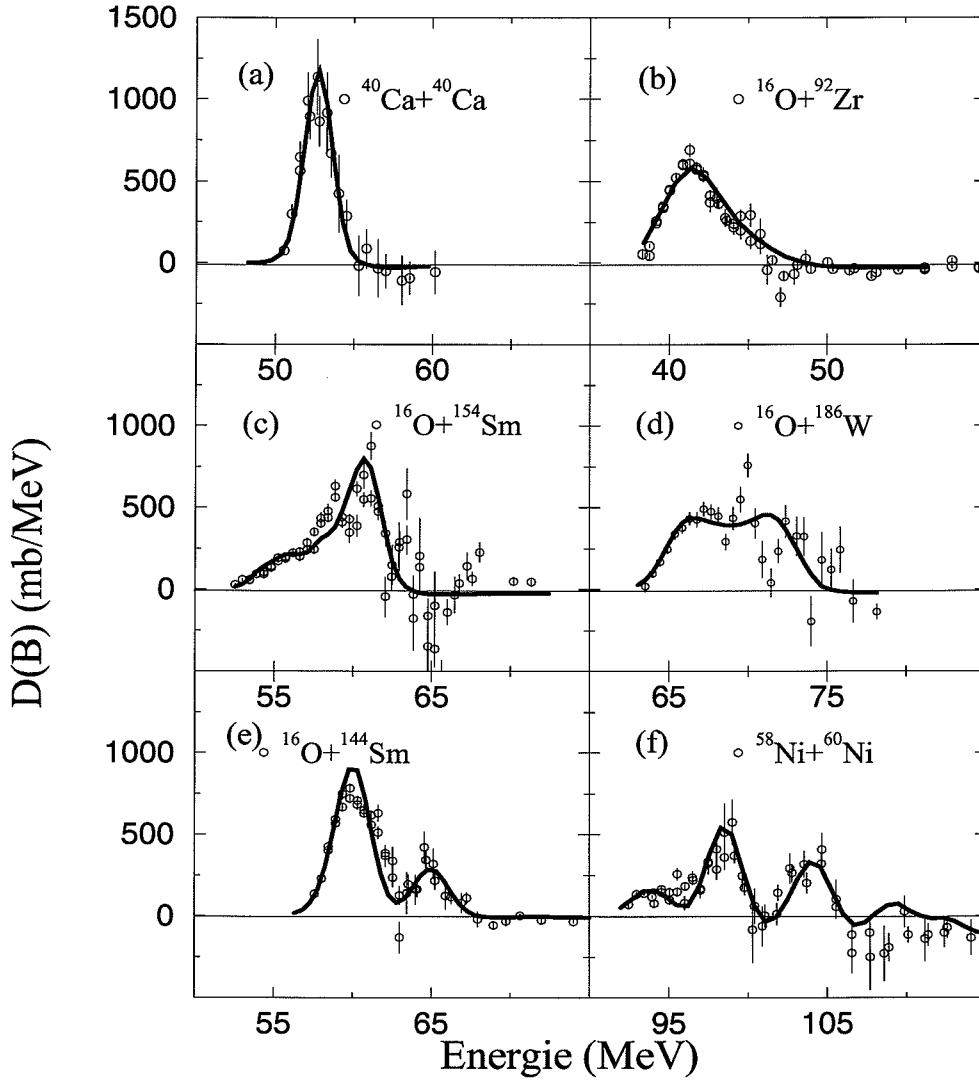 D(B) (mb/MeV)
1500
1000
500
0
(a)
⁴⁰Ca+⁴⁰Ca
50
60
(b)
¹⁶O+⁹²Zr
40
50
1000
500
0
(c)
¹⁶O+¹⁵⁴Sm
55
65
(d)
¹⁶O+¹⁸⁶W
65
75
1000
500
0
(e)
¹⁶O+¹⁴⁴Sm
55
65
(f)
⁵⁸Ni+⁶⁰Ni
95
105
Energie (MeV)